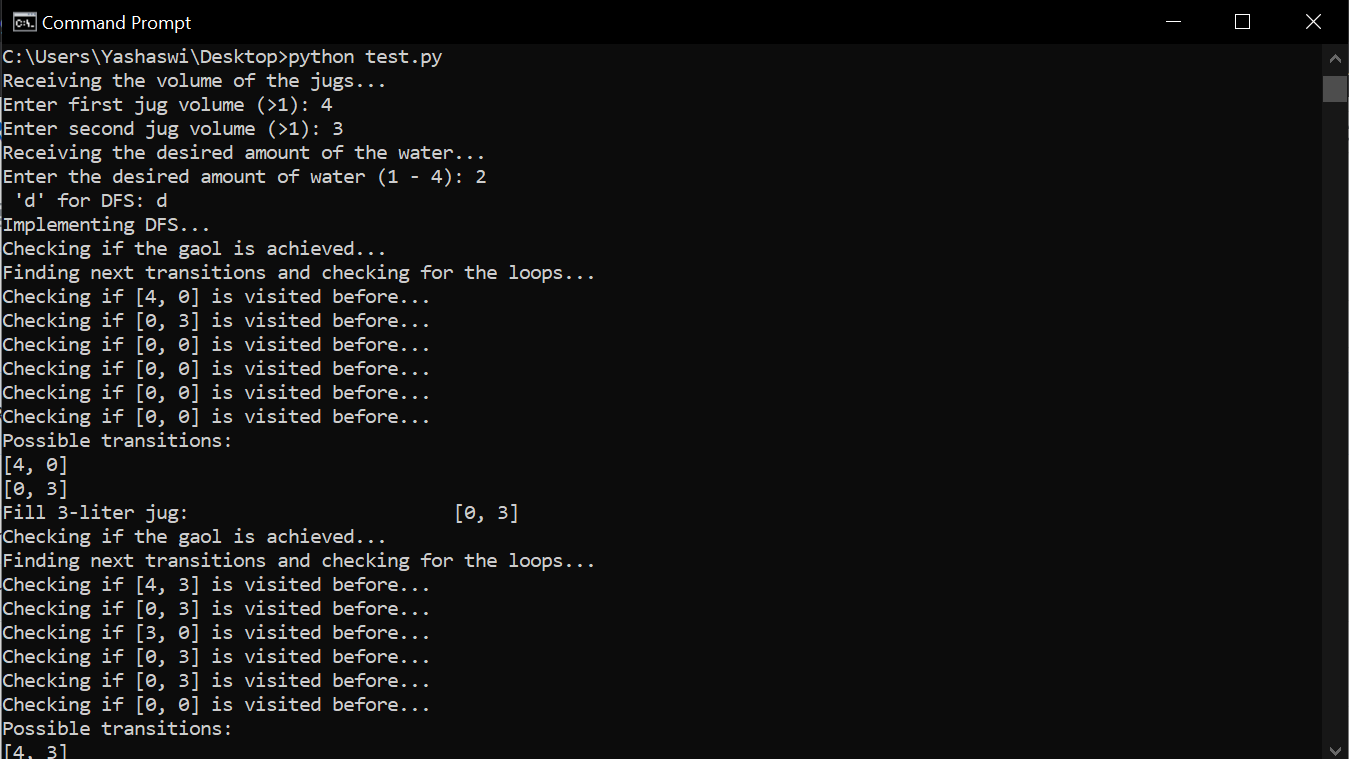 Command Prompt
C:\Users\Yashaswi\Desktop>python test.py
Receiving the volume of the jugs...
Enter first jug volume (>1): 4
Enter second jug volume (>1): 3
Receiving the desired amount of the water...
Enter the desired amount of water (1 - 4): 2
 'd' for DFS: d
Implementing DFS...
Checking if the gaol is achieved...
Finding next transitions and checking for the loops...
Checking if [4, 0] is visited before...
Checking if [0, 3] is visited before...
Checking if [0, 0] is visited before...
Checking if [0, 0] is visited before...
Checking if [0, 0] is visited before...
Checking if [0, 0] is visited before...
Possible transitions:
[4, 0]
[0, 3]
Fill 3-liter jug:                        [0, 3]
Checking if the gaol is achieved...
Finding next transitions and checking for the loops...
Checking if [4, 3] is visited before...
Checking if [0, 3] is visited before...
Checking if [3, 0] is visited before...
Checking if [0, 3] is visited before...
Checking if [0, 3] is visited before...
Checking if [0, 0] is visited before...
Possible transitions:
[4, 3]